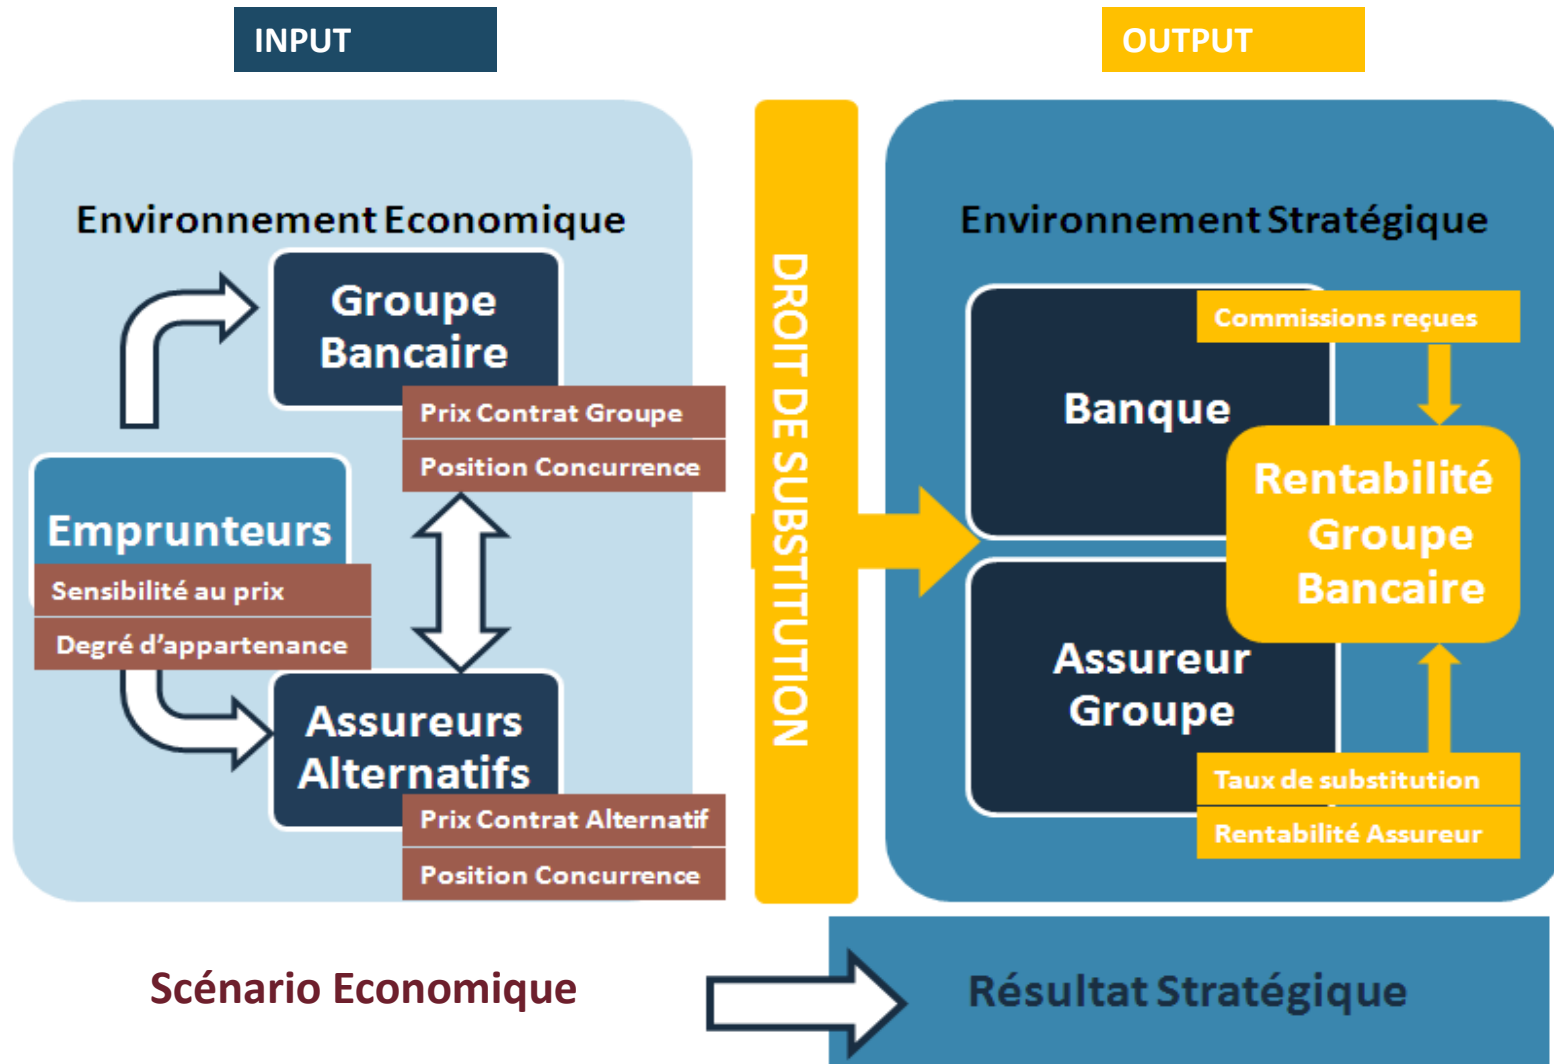 INPUT
OUTPUT
Environnement Economique
Groupe
Bancaire
Prix Contrat Groupe
Position Concurrence
Emprunteurs
Sensibilité au prix
Degré d'appartenance
Assureurs
Alternatifs
Prix Contrat Alternatif
Position Concurrence
DROIT DE SUBSTITUTION
Environnement Stratégique
Commissions reçues
Banque
Rentabilité
Groupe
Bancaire
Assureur
Groupe
Taux de substitution
Rentabilité Assureur
Scénario Economique
Résultat Stratégique